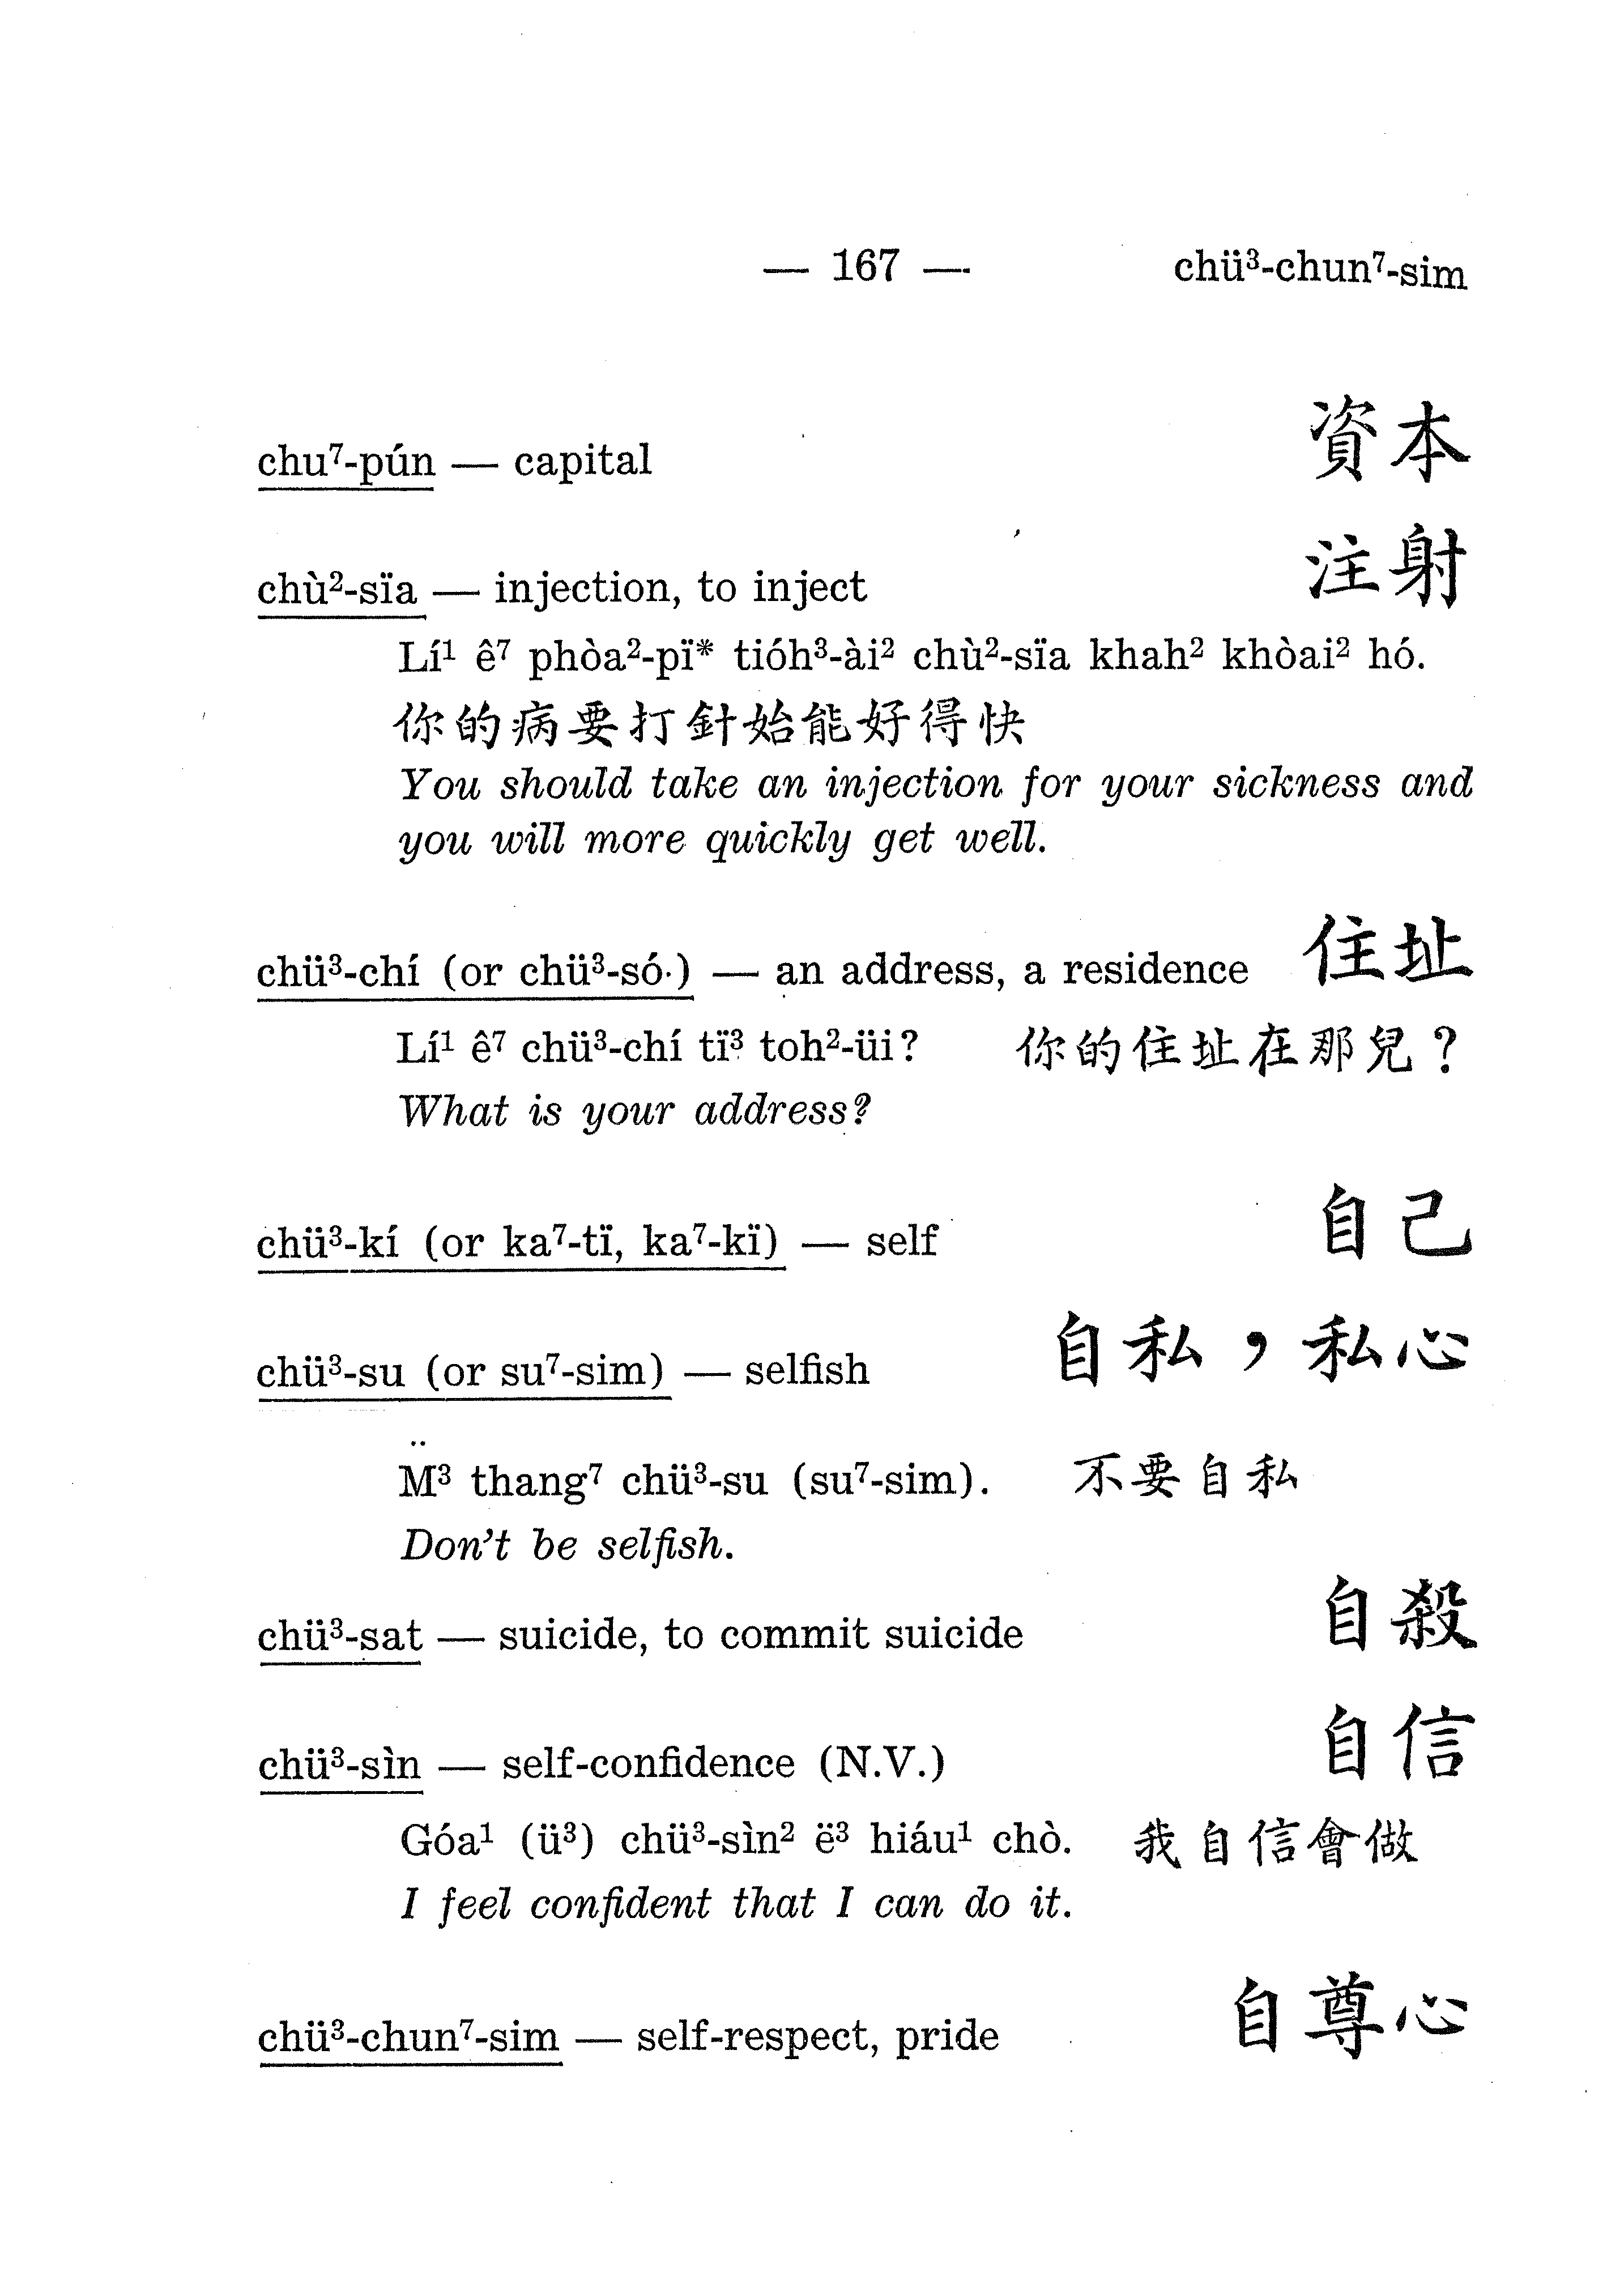 — 167 — chü³-chun⁷-sim
chu⁷-pún — capital 資本
chù²-sïa — injection, to inject 注射
Lí¹ ê⁷ phòa²-pï* tióh³-ài² chù²-sïa khah² khòai² hó.
你的病要打針始能好得快
You should take an injection for your sickness and
you will more quickly get well.
chü³-chí (or chü³-só·) — an address, a residence 住址
Lí¹ ê⁷ chü³-chí tï³ toh²-üi? 你的住址在那兒？
What is your address?
chü³-kí (or ka⁷-tï, ka⁷-kï) — self 自己
chü³-su (or su⁷-sim) — selfish 自私，私心
M̈³ thang⁷ chü³-su (su⁷-sim). 不要自私
Don't be selfish.
chü³-sat — suicide, to commit suicide 自殺
chü³-sìn — self-confidence (N.V.) 自信
Góa¹ (ü³) chü³-sìn² ë³ hiáu¹ chò. 我自信會做
I feel confident that I can do it.
chü³-chun⁷-sim — self-respect, pride 自尊心